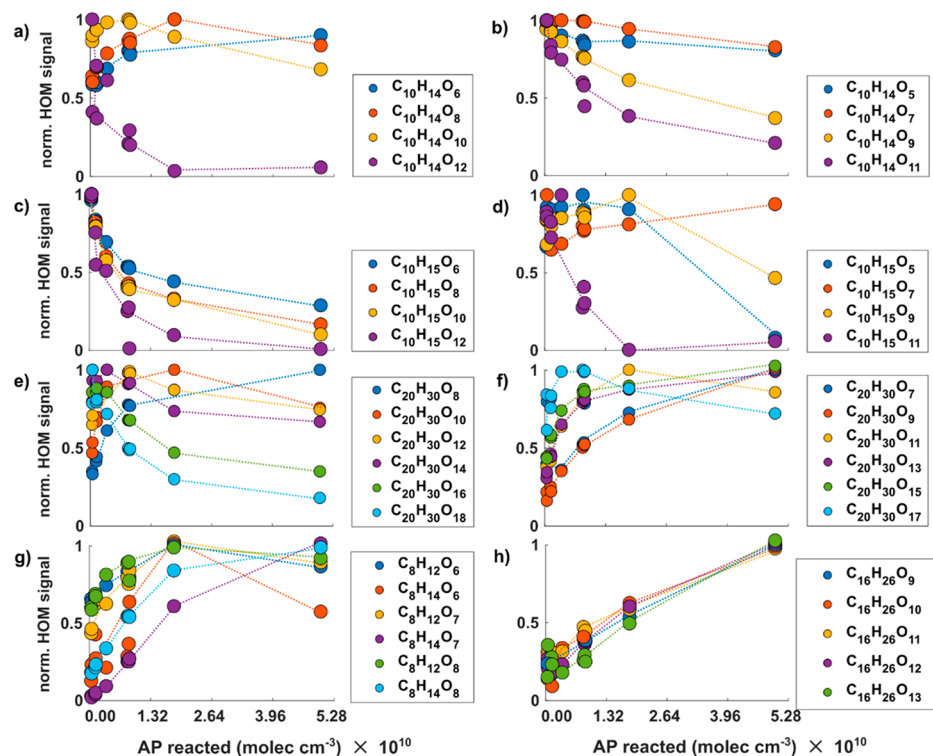 a)
norm. HOM signal
1
0.5
0
C₁₀H₁₄O₆
C₁₀H₁₄O₈
C₁₀H₁₄O₁₀
C₁₀H₁₄O₁₂
b)
1
0.5
0
C₁₀H₁₄O₅
C₁₀H₁₄O₇
C₁₀H₁₄O₉
C₁₀H₁₄O₁₁
c)
norm. HOM signal
1
0.5
0
C₁₀H₁₅O₆
C₁₀H₁₅O₈
C₁₀H₁₅O₁₀
C₁₀H₁₅O₁₂
d)
1
0.5
0
C₁₀H₁₅O₅
C₁₀H₁₅O₇
C₁₀H₁₅O₉
C₁₀H₁₅O₁₁
e)
norm. HOM signal
1
0.5
0
C₂₀H₃₀O₈
C₂₀H₃₀O₁₀
C₂₀H₃₀O₁₂
C₂₀H₃₀O₁₄
C₂₀H₃₀O₁₆
C₂₀H₃₀O₁₈
f)
1
0.5
0
C₂₀H₃₀O₇
C₂₀H₃₀O₉
C₂₀H₃₀O₁₁
C₂₀H₃₀O₁₃
C₂₀H₃₀O₁₅
C₂₀H₃₀O₁₇
g)
norm. HOM signal
1
0.5
0
C₈H₁₂O₆
C₈H₁₄O₆
C₈H₁₂O₇
C₈H₁₄O₇
C₈H₁₂O₈
C₈H₁₄O₈
0.00 1.32 2.64 3.96 5.28
AP reacted (molec cm⁻³) × 10¹⁰
h)
1
0.5
0
C₁₆H₂₆O₉
C₁₆H₂₆O₁₀
C₁₆H₂₆O₁₁
C₁₆H₂₆O₁₂
C₁₆H₂₆O₁₃
0.00 1.32 2.64 3.96 5.28
AP reacted (molec cm⁻³) × 10¹⁰